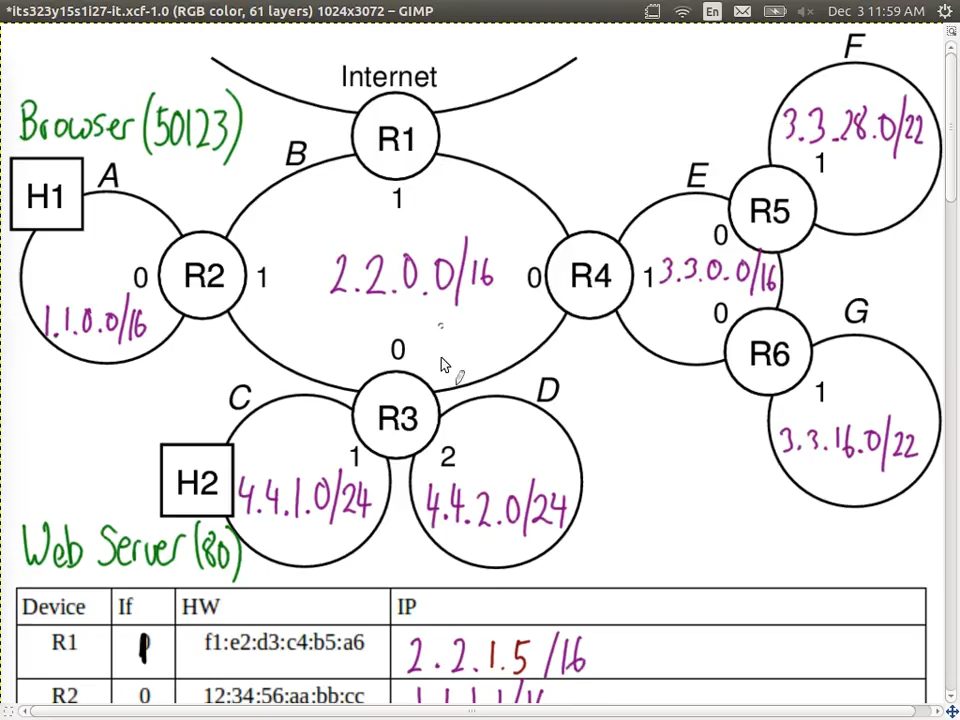 *its323y15s1i27-it.xcf-1.0 (RGB color, 61 layers) 1024x3072 – GIMP
En
Dec 3 11:59 AM
Internet
F
Browser (50123)
R1
3.3.28.0/22
B
A
1
E
1
H1
R5
0
0
R2
1
2.2.0.0/16
0
R4
1
3.3.0.0/16
1.1.0.0/16
0
G
0
R6
C
D
1
R3
1
2
3.3.16.0/22
H2
4.4.1.0/24
4.4.2.0/24
Web Server (80)
Device If HW IP
R1 f1:e2:d3:c4:b5:a6 2.2.1.5/16
R2 0 12:34:56:aa:bb:cc